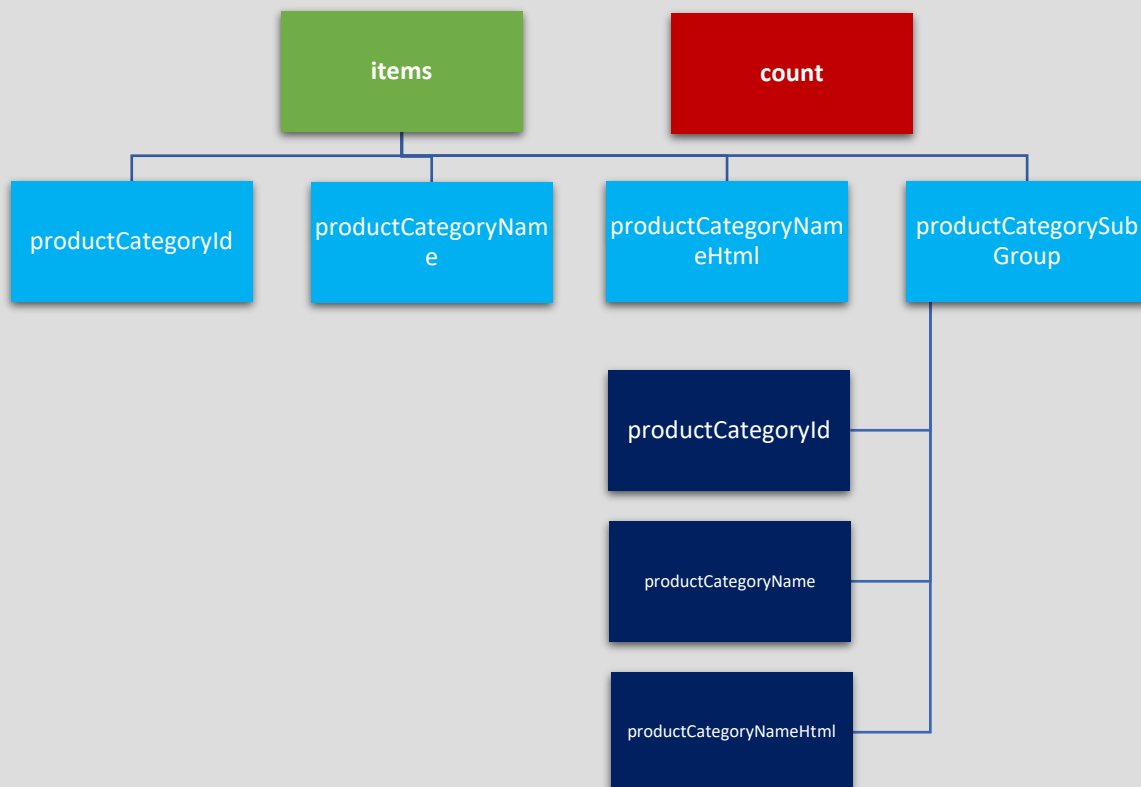 items
count
productCategoryId
productCategoryNam
e
productCategoryNam
eHtml
productCategorySub
Group
productCategoryId
productCategoryName
productCategoryNameHtml